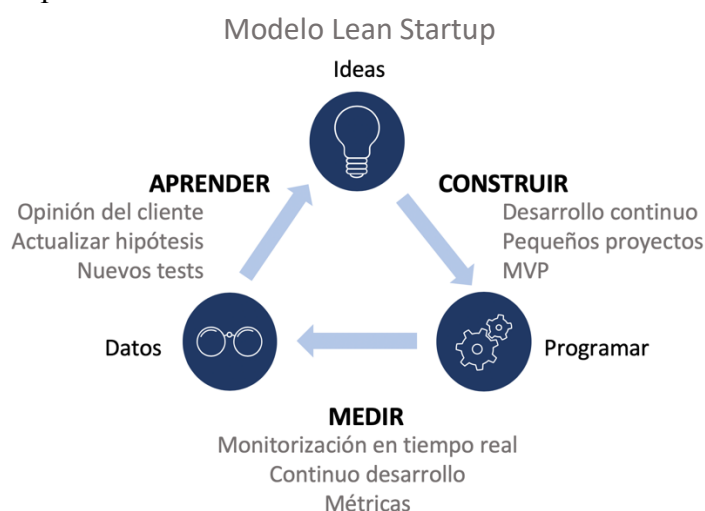 Modelo Lean Startup
Ideas
APRENDER
Opinión del cliente
Actualizar hipótesis
Nuevos tests
CONSTRUIR
Desarrollo continuo
Pequeños proyectos
MVP
Datos
Programar
MEDIR
Monitorización en tiempo real
Continuo desarrollo
Métricas